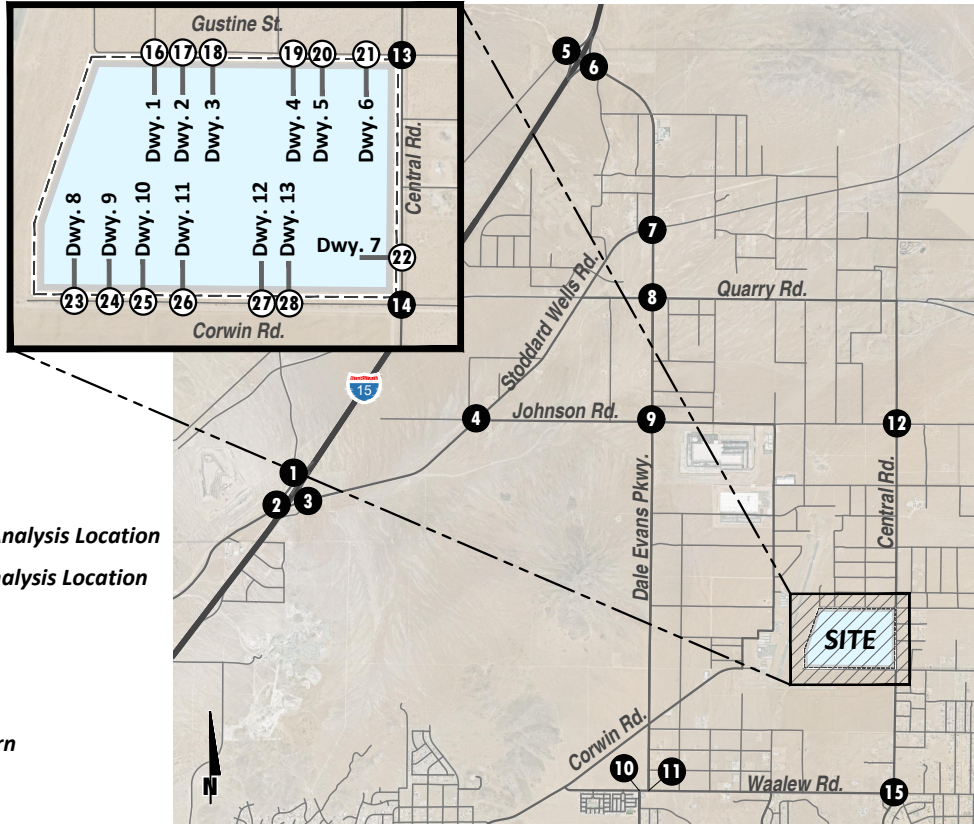 Gustine St.
16 17 18 19 20 21 13
Dwy. 1
Dwy. 2
Dwy. 3
Dwy. 4
Dwy. 5
Dwy. 6
Central Rd.
Dwy. 8
Dwy. 9
Dwy. 10
Dwy. 11
Dwy. 12
Dwy. 13
Dwy. 7
22
23 24 25 26 27 28 14
Corwin Rd.
5
6
7
Stoddard Wells Rd.
8
Quarry Rd.
15
4
Johnson Rd.
9
12
1
2
3
Dale Evans Pkwy.
Central Rd.
nalysis Location
nalysis Location
SITE
rn
N
Corwin Rd.
10
11
Waalew Rd.
15